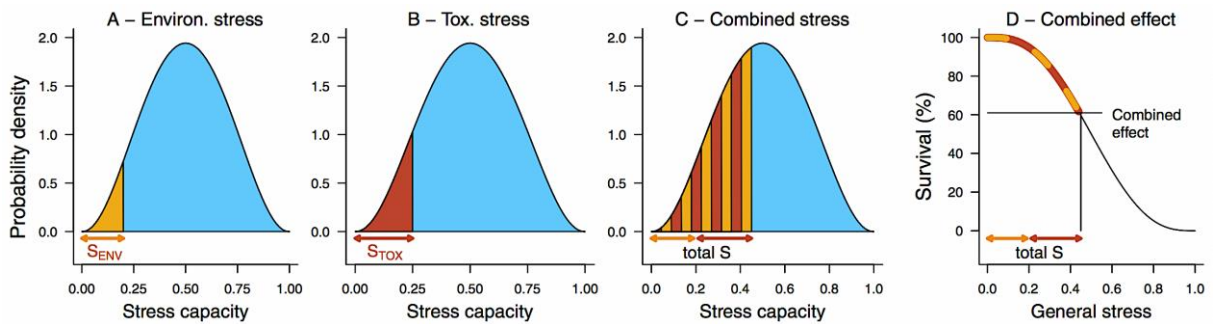 A – Environ. stress
Probability density
2.0
1.5
1.0
0.5
0.0
S_ENV
0.00 0.25 0.50 0.75 1.00
Stress capacity
B – Tox. stress
2.0
1.5
1.0
0.5
0.0
S_TOX
0.00 0.25 0.50 0.75 1.00
Stress capacity
C – Combined stress
2.0
1.5
1.0
0.5
0.0
total S
0.0 0.2 0.4 0.6 0.8 1.0
Stress capacity
D – Combined effect
Survival (%)
100
80
60
40
20
0
Combined
effect
total S
0.0 0.2 0.4 0.6 0.8 1.0
General stress